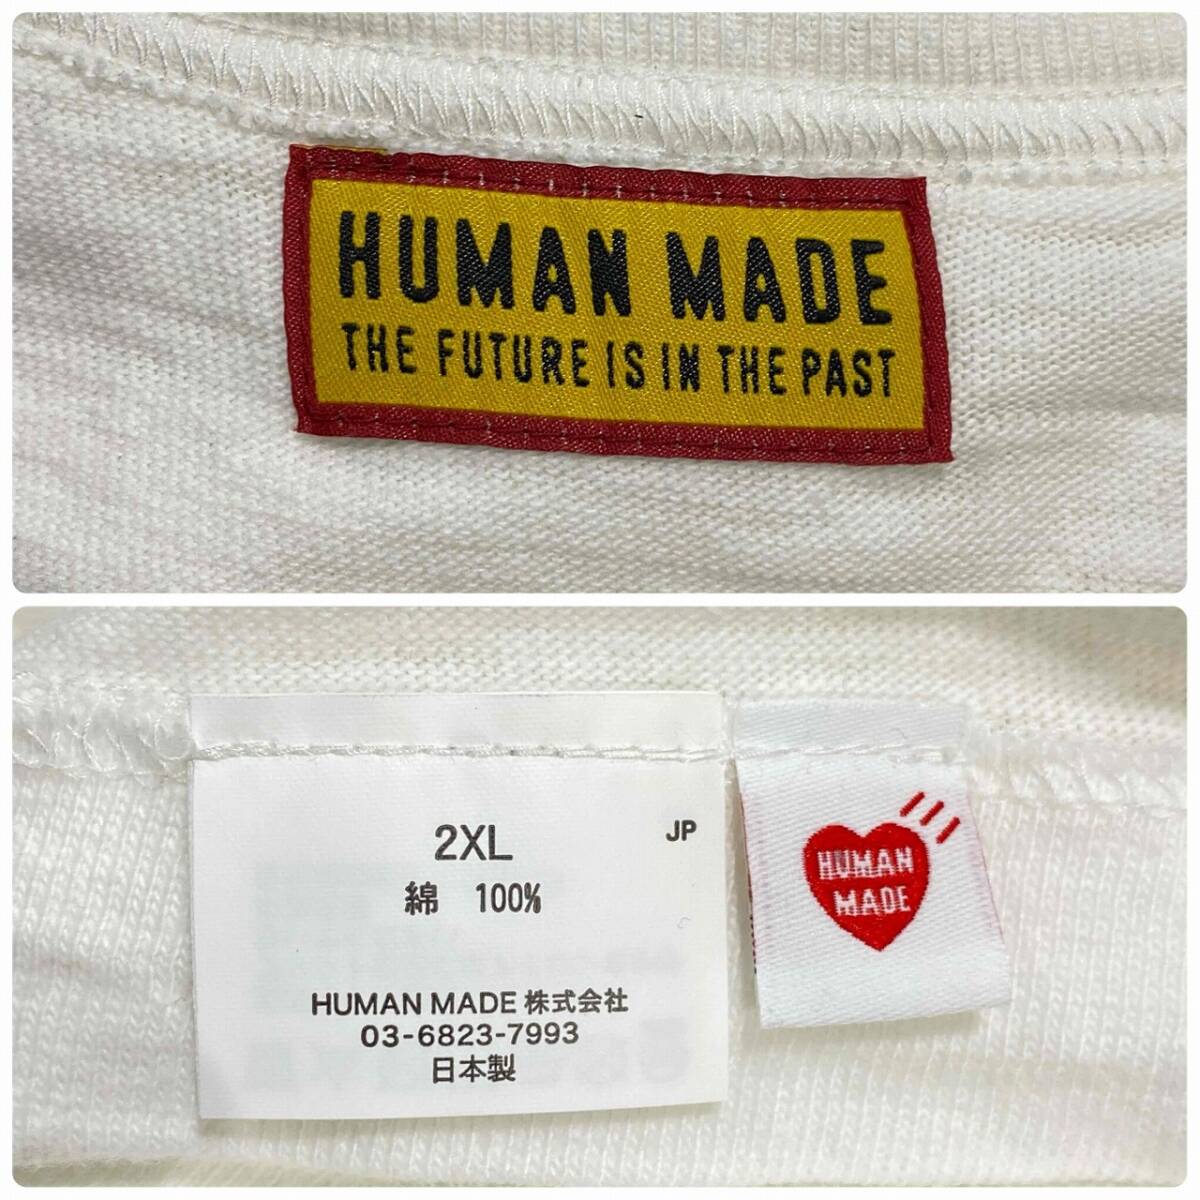 HUMAN MADE
THE FUTURE IS IN THE PAST
JP
2XL
綿 100%
HUMAN MADE 株式会社
03-6823-7993
日本製
HUMAN
MADE